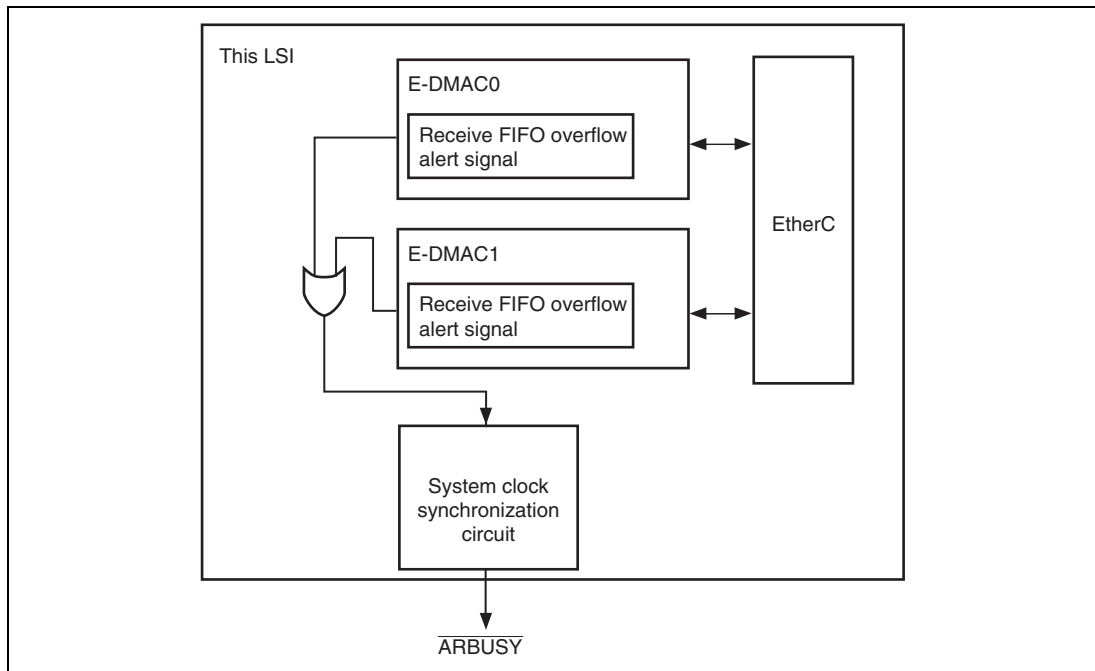 This LSI
E-DMAC0
Receive FIFO overflow
alert signal
EtherC
E-DMAC1
Receive FIFO overflow
alert signal
System clock
synchronization
circuit
ARBUSY